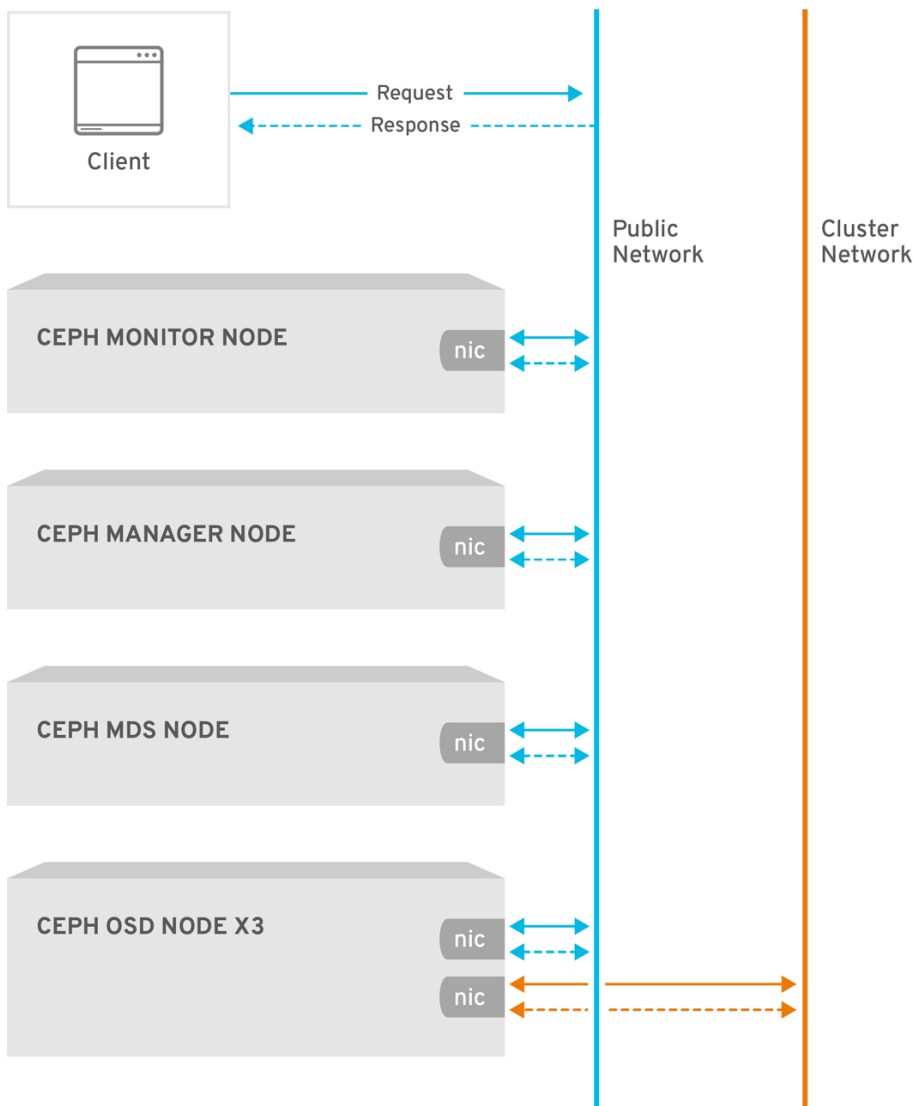 Client
Request
Response
Public
Network
Cluster
Network
CEPH MONITOR NODE
nic
CEPH MANAGER NODE
nic
CEPH MDS NODE
nic
CEPH OSD NODE X3
nic
nic